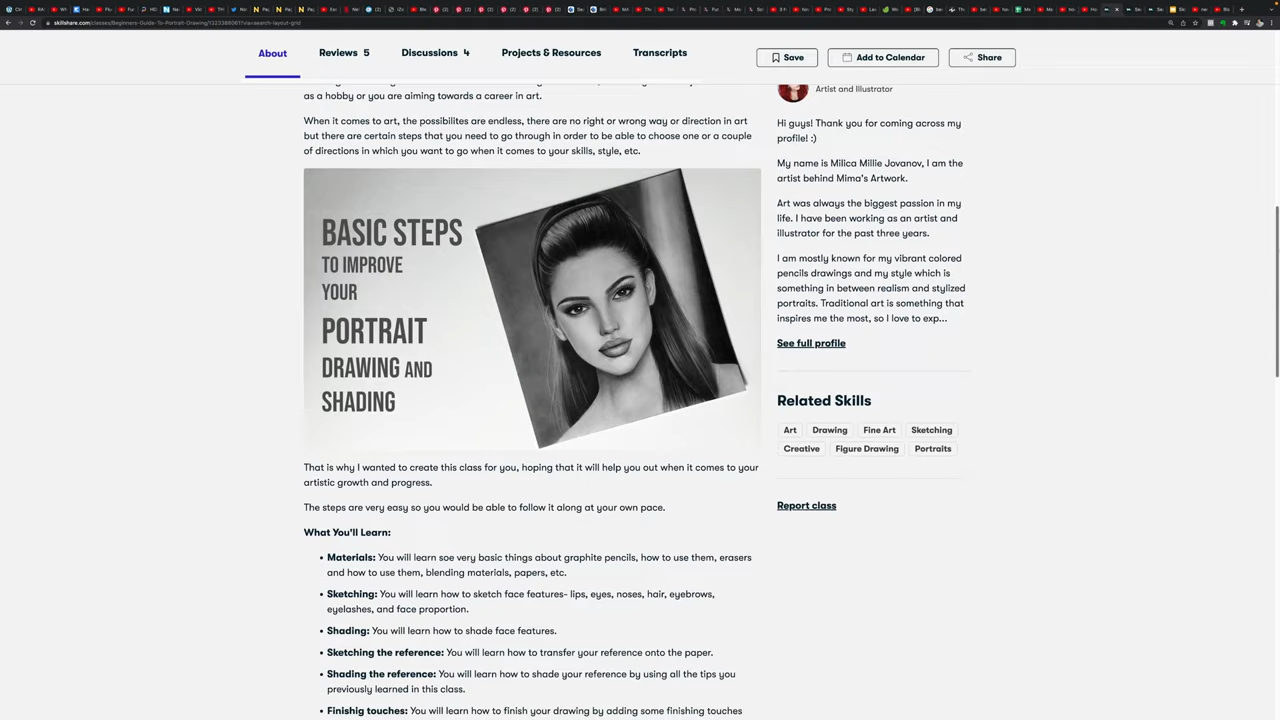 skillshare.com/classes/Beginners-Guide-To-Portrait-Drawing/1323388061?via=search-layout-grid
About
Reviews 5
Discussions 4
Projects & Resources
Transcripts
Save
Add to Calendar
Share
as a hobby or you are aiming towards a career in art.
When it comes to art, the possibilites are endless, there are no right or wrong way or direction in art
but there are certain steps that you need to go through in order to be able to choose one or a couple
of directions in which you want to go when it comes to your skills, style, etc.
BASIC STEPS
TO IMPROVE
YOUR
PORTRAIT
DRAWING AND
SHADING
That is why I wanted to create this class for you, hoping that it will help you out when it comes to your
artistic growth and progress.
The steps are very easy so you would be able to follow it along at your own pace.
What You'll Learn:
• Materials: You will learn soe very basic things about graphite pencils, how to use them, erasers
and how to use them, blending materials, papers, etc.
• Sketching: You will learn how to sketch face features- lips, eyes, noses, hair, eyebrows,
eyelashes, and face proportion.
• Shading: You will learn how to shade face features.
• Sketching the reference: You will learn how to transfer your reference onto the paper.
• Shading the reference: You will learn how to shade your reference by using all the tips you
previously learned in this class.
• Finishig touches: You will learn how to finish your drawing by adding some finishing touches
Artist and Illustrator
Hi guys! Thank you for coming across my
profile! :)
My name is Milica Millie Jovanov, I am the
artist behind Mima's Artwork.
Art was always the biggest passion in my
life. I have been working as an artist and
illustrator for the past three years.
I am mostly known for my vibrant colored
pencils drawings and my style which is
something in between realism and stylized
portraits. Traditional art is something that
inspires me the most, so I love to exp...
See full profile
Related Skills
Art Drawing Fine Art Sketching
Creative Figure Drawing Portraits
Report class